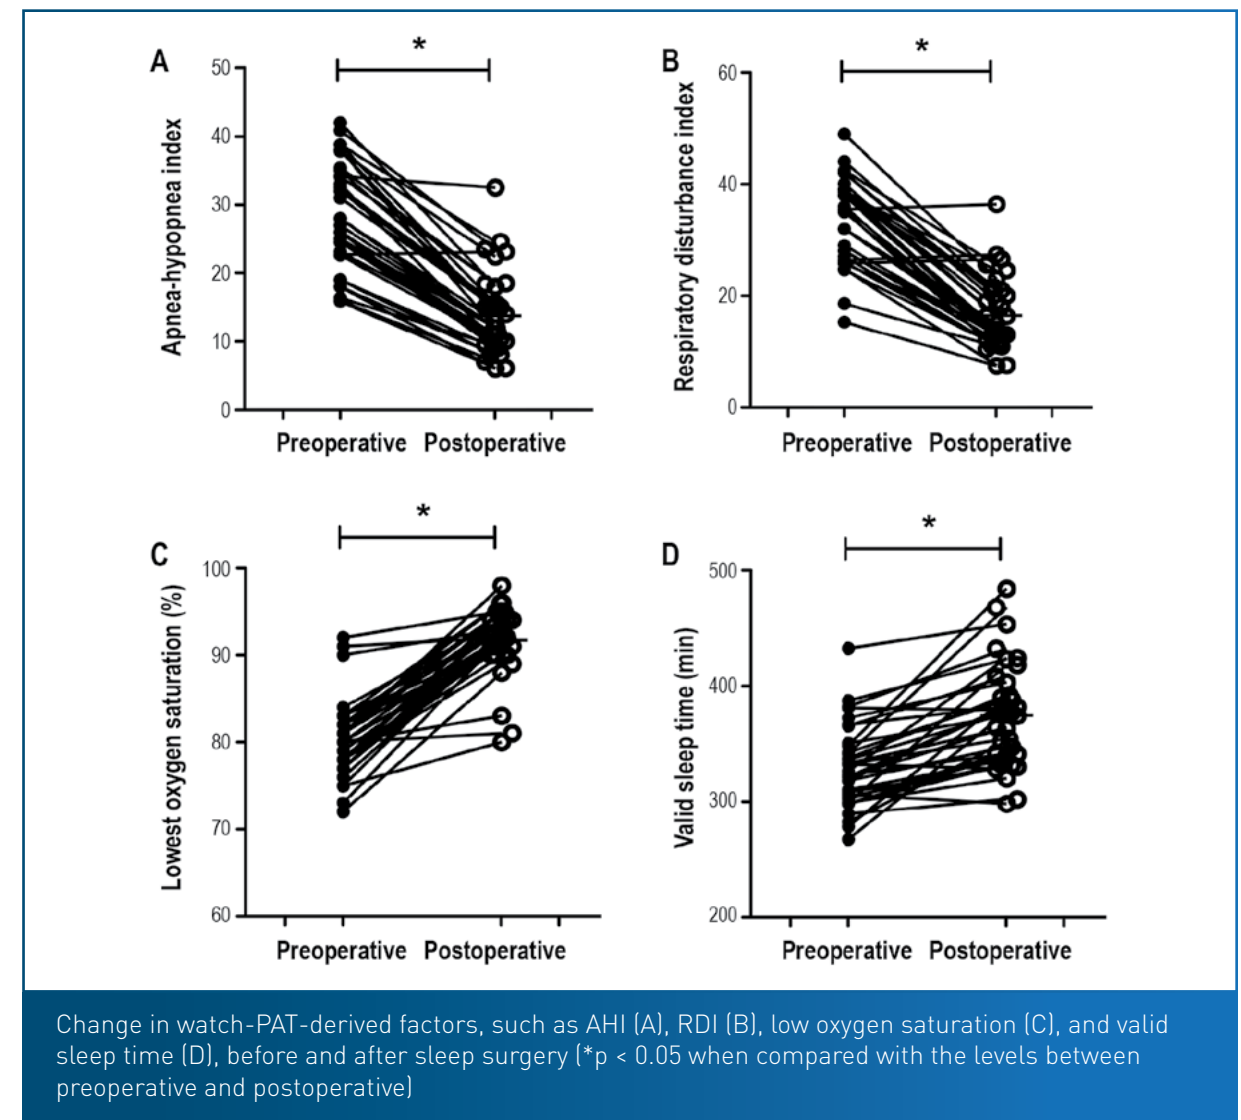 A
*
50
40
30
20
10
0
Apnea-hypopnea index
Preoperative Postoperative
B
*
60
40
20
0
Respiratory disturbance index
Preoperative Postoperative
C
*
100
90
80
70
60
Lowest oxygen saturation (%)
Preoperative Postoperative
D
*
500
400
300
200
Valid sleep time (min)
Preoperative Postoperative
Change in watch-PAT-derived factors, such as AHI (A), RDI (B), low oxygen saturation (C), and valid
sleep time (D), before and after sleep surgery (*p < 0.05 when compared with the levels between
preoperative and postoperative)